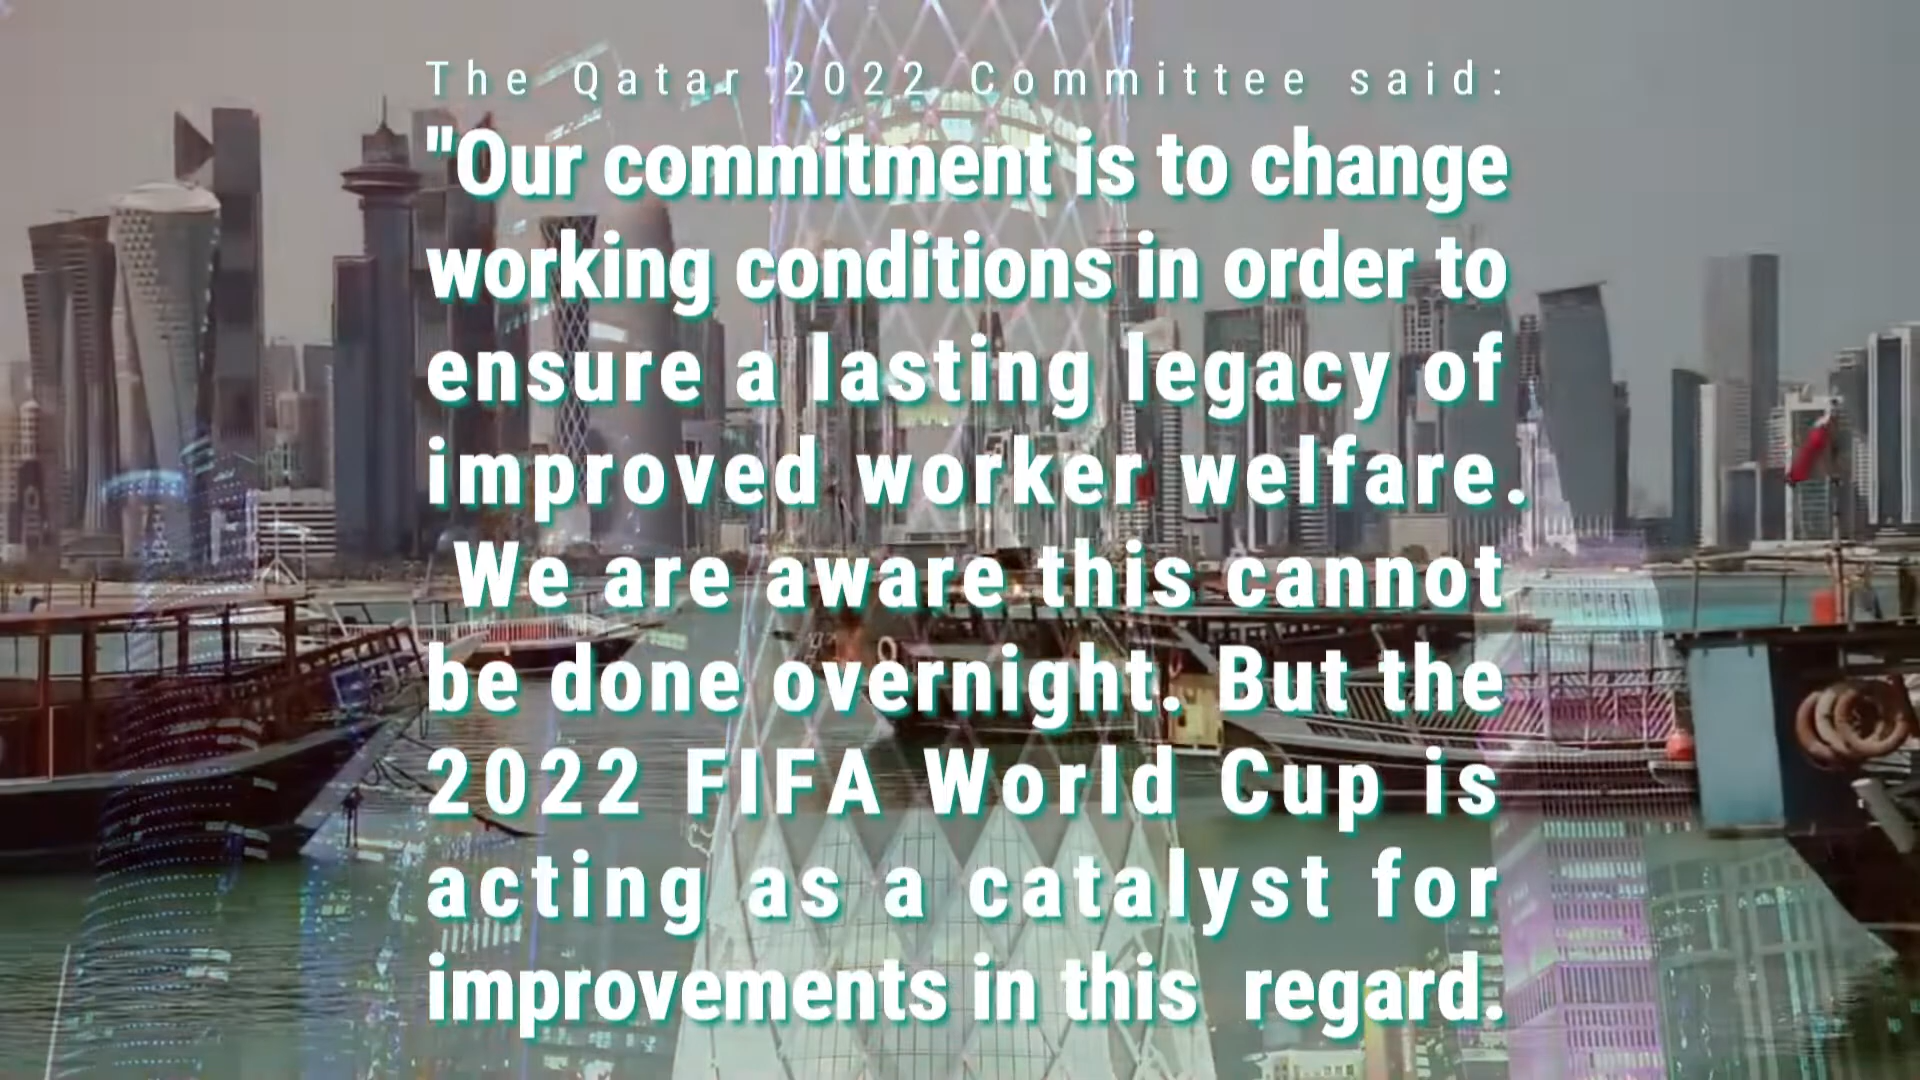 The Qatar 2022 Committee said:
"Our commitment is to change
working conditions in order to
ensure a lasting legacy of
improved worker welfare.
We are aware this cannot
be done overnight. But the
2022 FIFA World Cup is
acting as a catalyst for
improvements in this regard.